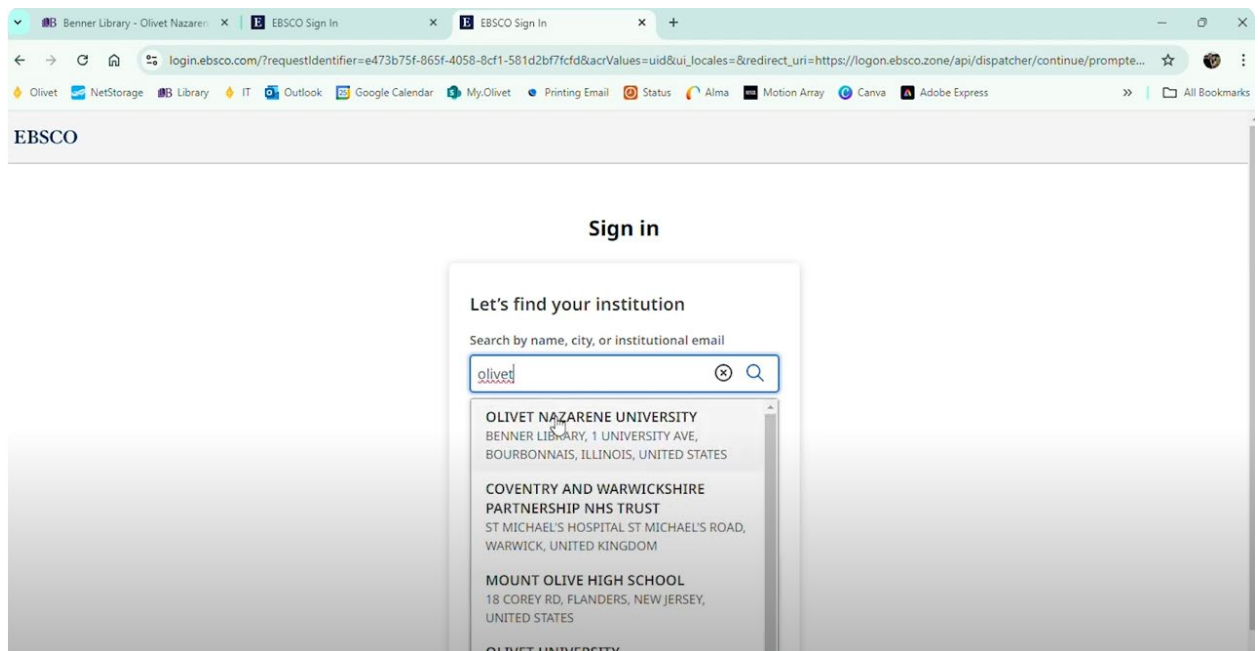 Benner Library - Olivet Nazaren
EBSCO Sign In
EBSCO Sign In
login.ebsco.com/?requestIdentifier=e473b75f-865f-4058-8cf1-581d2bf7fcfd&acrValues=uid&ui_locales=&redirect_uri=https://logon.ebsco.zone/api/dispatcher/continue/prompte...
Olivet NetStorage Library IT Outlook Google Calendar My.Olivet Printing Email Status Alma Motion Array Canva Adobe Express » All Bookmarks
EBSCO
Sign in
Let's find your institution
Search by name, city, or institutional email
olivet
OLIVET NAZARENE UNIVERSITY
BENNER LIBRARY, 1 UNIVERSITY AVE,
BOURBONNAIS, ILLINOIS, UNITED STATES
COVENTRY AND WARWICKSHIRE
PARTNERSHIP NHS TRUST
ST MICHAEL'S HOSPITAL ST MICHAEL'S ROAD,
WARWICK, UNITED KINGDOM
MOUNT OLIVE HIGH SCHOOL
18 COREY RD, FLANDERS, NEW JERSEY,
UNITED STATES
OLIVET UNIVERSITY